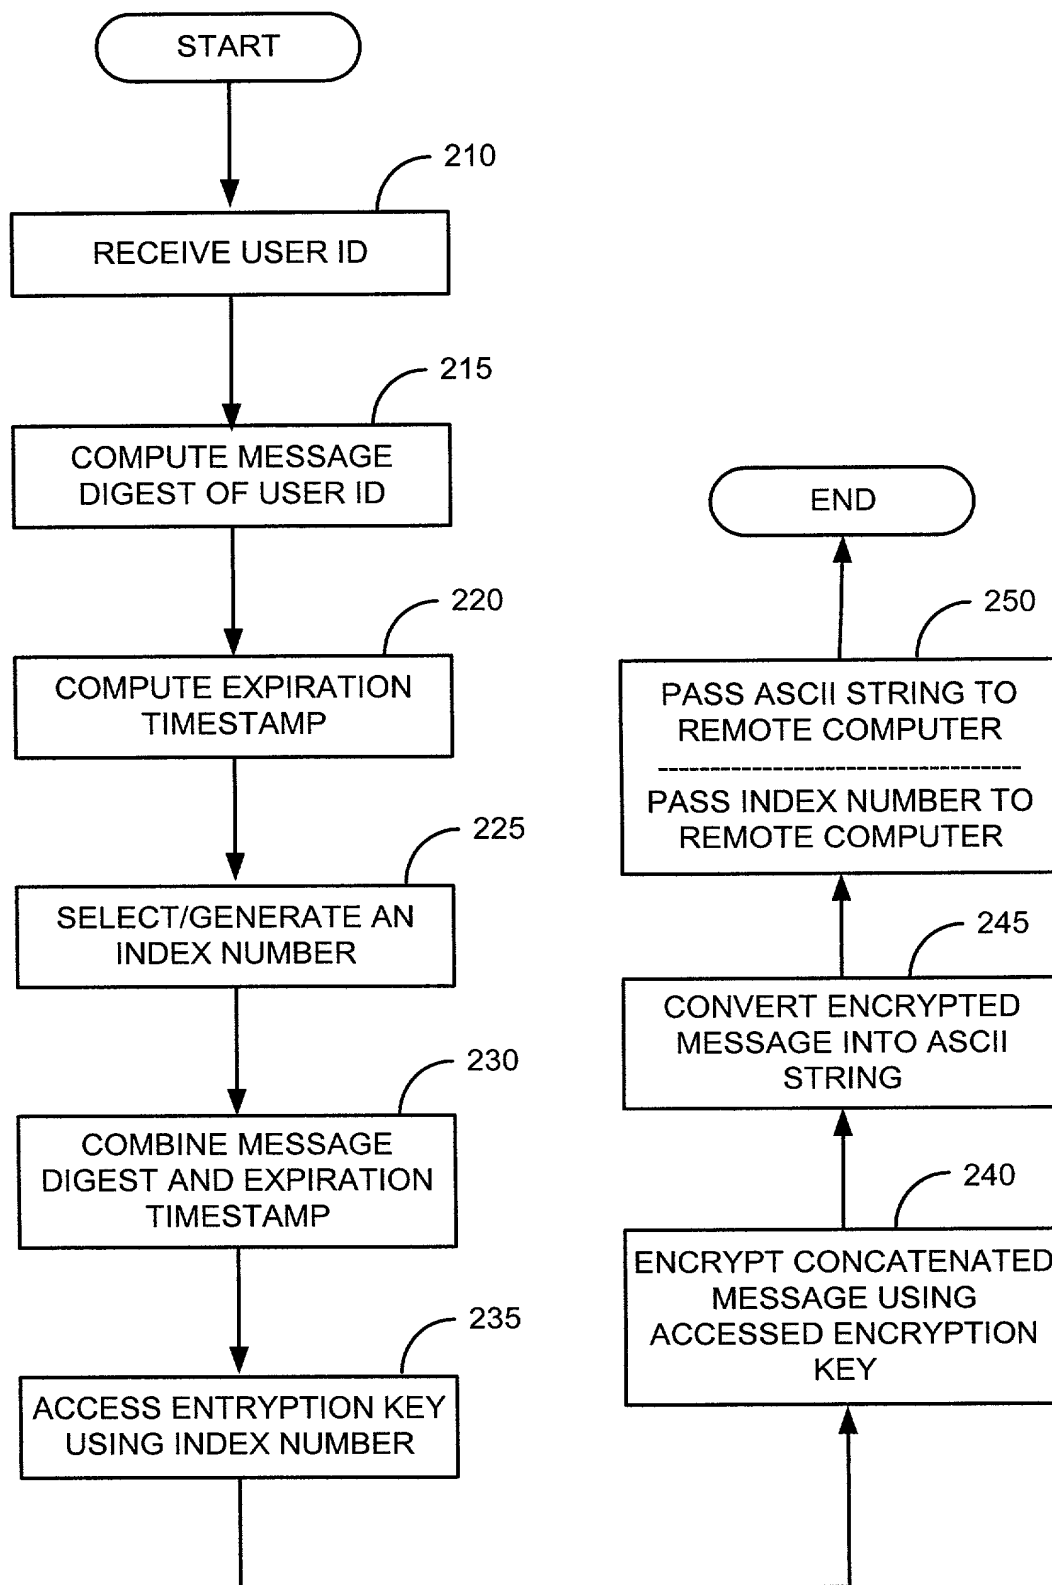 START
210
RECEIVE USER ID
215
COMPUTE MESSAGE
DIGEST OF USER ID
220
COMPUTE EXPIRATION
TIMESTAMP
225
SELECT/GENERATE AN
INDEX NUMBER
230
COMBINE MESSAGE
DIGEST AND EXPIRATION
TIMESTAMP
235
ACCESS ENTRYPTION KEY
USING INDEX NUMBER
240
ENCRYPT CONCATENATED
MESSAGE USING
ACCESSED ENCRYPTION
KEY
245
CONVERT ENCRYPTED
MESSAGE INTO ASCII
STRING
250
PASS ASCII STRING TO
REMOTE COMPUTER
PASS INDEX NUMBER TO
REMOTE COMPUTER
END